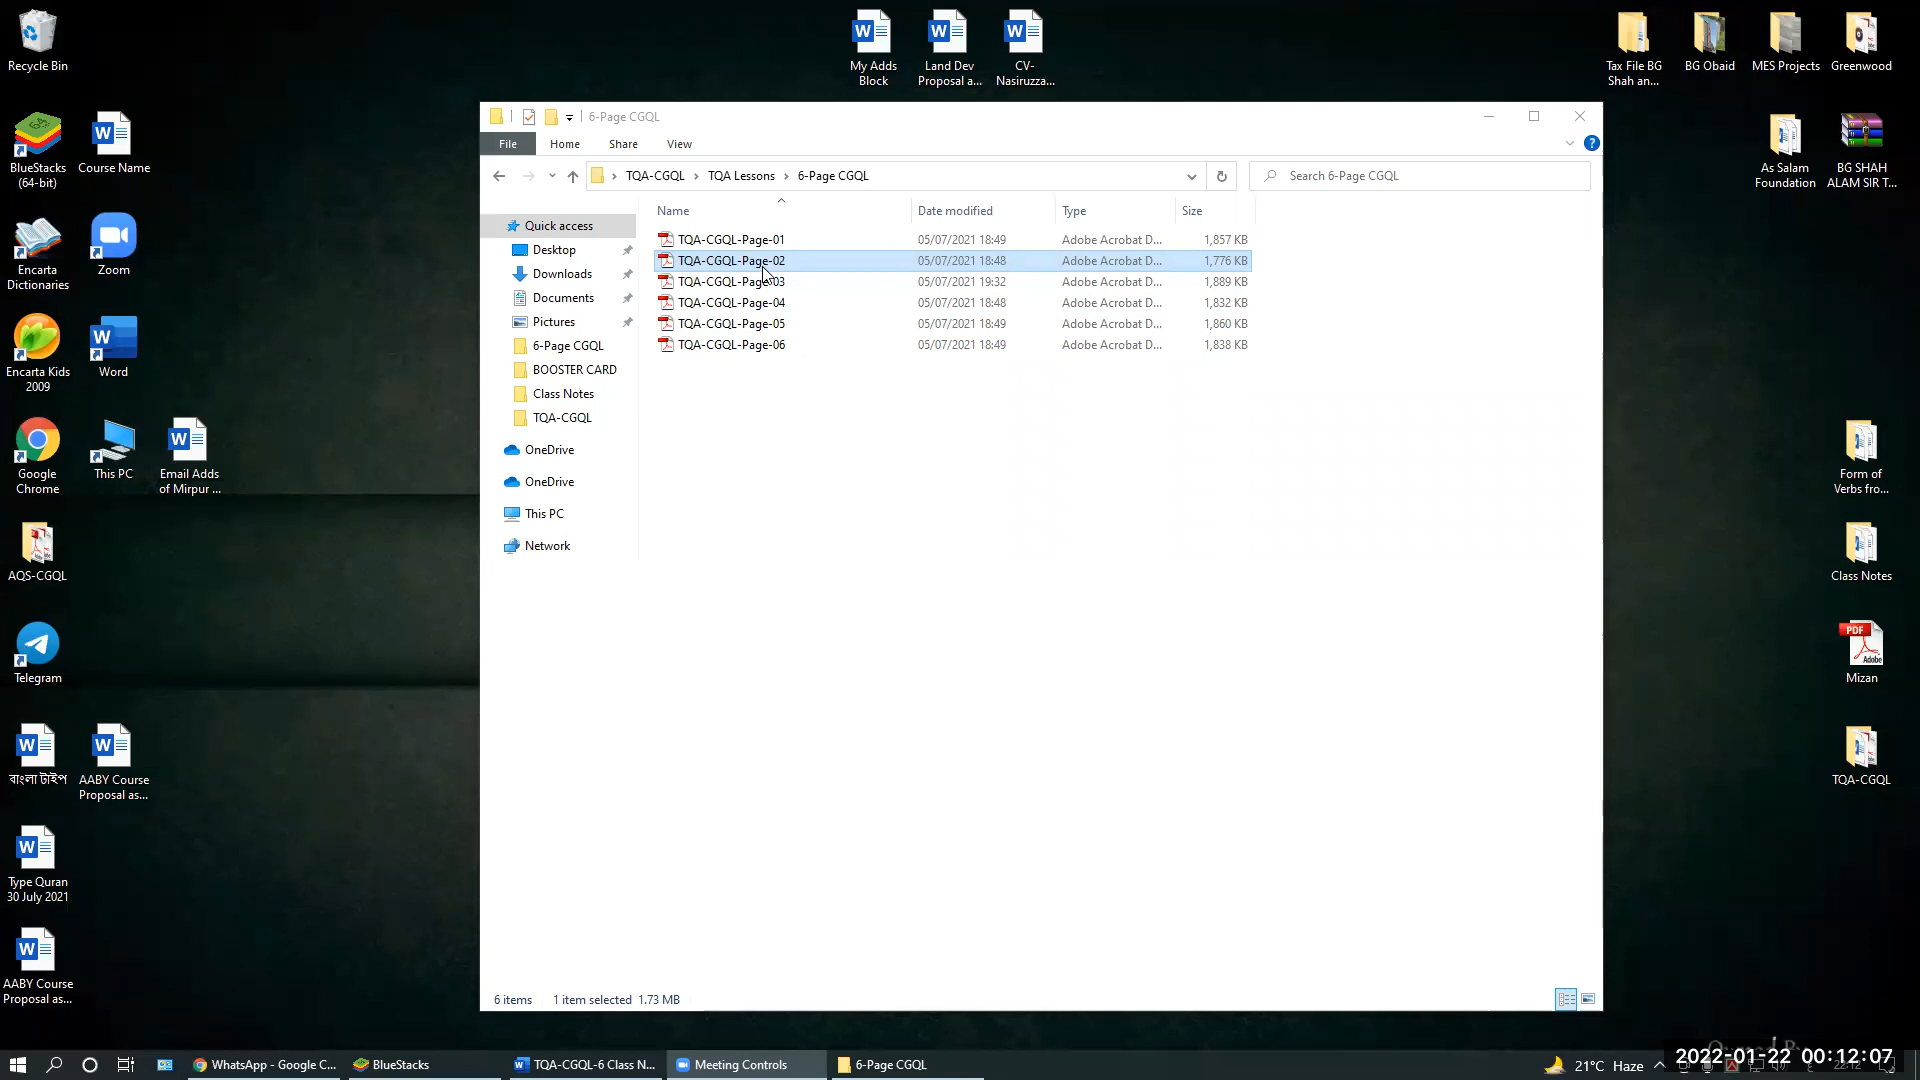 Recycle Bin
BlueStacks
(64-bit)
Course Name
Encarta
Dictionaries
Zoom
Encarta Kids
2009
Word
Google
Chrome
This PC
Email Adds
of Mirpur ...
AQS-CGQL
Telegram
বাংলা টাইপ
AABY Course
Proposal as...
Type Quran
30 July 2021
AABY Course
Proposal as...
My Adds
Block
Land Dev
Proposal a...
CV-
Nasiruzza...
Tax File BG
Shah an...
BG Obaid
MES Projects
Greenwood
As Salam
Foundation
BG SHAH
ALAM SIR T...
Form of
Verbs fro...
Class Notes
PDF
Adobe
Mizan
TQA-CGQL
6-Page CGQL
File Home Share View
TQA-CGQL TQA Lessons 6-Page CGQL
Search 6-Page CGQL
Name Date modified Type Size
TQA-CGQL-Page-01 05/07/2021 18:49 Adobe Acrobat D... 1,857 KB
TQA-CGQL-Page-02 05/07/2021 18:48 Adobe Acrobat D... 1,776 KB
TQA-CGQL-Page-03 05/07/2021 19:32 Adobe Acrobat D... 1,889 KB
TQA-CGQL-Page-04 05/07/2021 18:48 Adobe Acrobat D... 1,832 KB
TQA-CGQL-Page-05 05/07/2021 18:49 Adobe Acrobat D... 1,860 KB
TQA-CGQL-Page-06 05/07/2021 18:49 Adobe Acrobat D... 1,838 KB
Quick access
Desktop
Downloads
Documents
Pictures
6-Page CGQL
BOOSTER CARD
Class Notes
TQA-CGQL
OneDrive
OneDrive
This PC
Network
6 items 1 item selected 1.73 MB
WhatsApp - Google C...
BlueStacks
TQA-CGQL-6 Class N...
Meeting Controls
6-Page CGQL
21°C Haze
2022-01-22 00:12:07
22:12